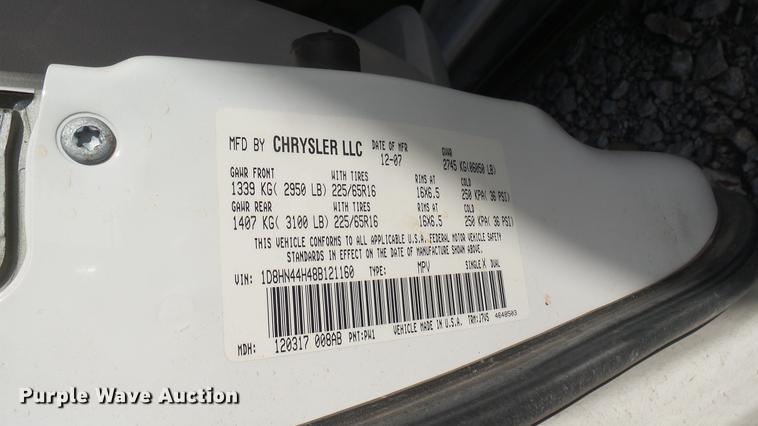 MFD BY CHRYSLER LLC DATE OF MFR GVWR
12-07 2745 KG(06050 LB)
GAWR FRONT WITH TIRES RIMS AT COLD
1339 KG( 2950 LB) 225/65R16 16X6.5 250 KPA( 36 PSI)
GAWR REAR WITH TIRES RIMS AT COLD
1407 KG( 3100 LB) 225/65R16 16X6.5 250 KPA( 36 PSI)
THIS VEHICLE CONFORMS TO ALL APPLICABLE U.S.A. FEDERAL MOTOR VEHICLE SAFETY
STANDARDS IN EFFECT ON THE DATE OF MANUFACTURE SHOWN ABOVE.
VIN: 1D8HN44H48B121160 TYPE: MPV SINGLE X DUAL
MDH: 120317 008AB PNT: PW1 VEHICLE MADE IN U.S.A. TRM: J7V5 4648503
Purple Wave Auction